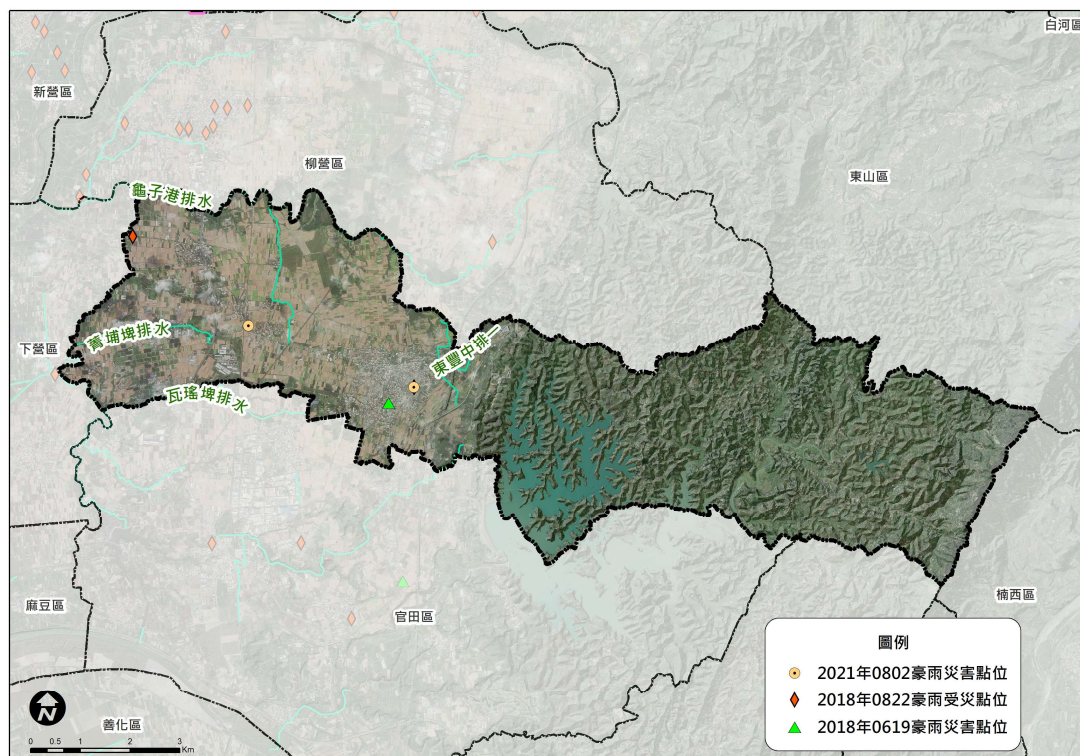 白河區
新營區
柳營區
東山區
龜子港排水
下營區
菁埔埤排水
東豐中排一
瓦瑤埤排水
麻豆區
官田區
楠西區
善化區
圖例
2021年0802豪雨災害點位
2018年0822豪雨受災點位
2018年0619豪雨災害點位
N
0 0.5 1 2 3
Km